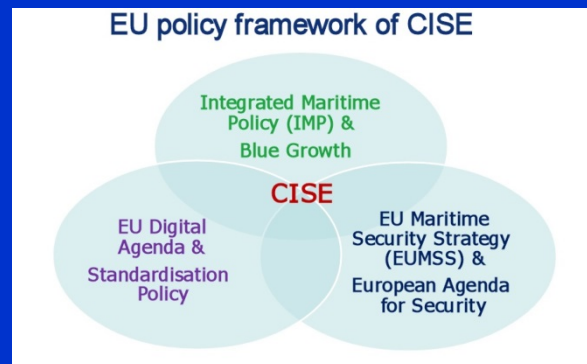 EU policy framework of CISE
Integrated Maritime
Policy (IMP) &
Blue Growth
CISE
EU Digital
Agenda &
Standardisation
Policy
EU Maritime
Security Strategy
(EUMSS) &
European Agenda
for Security